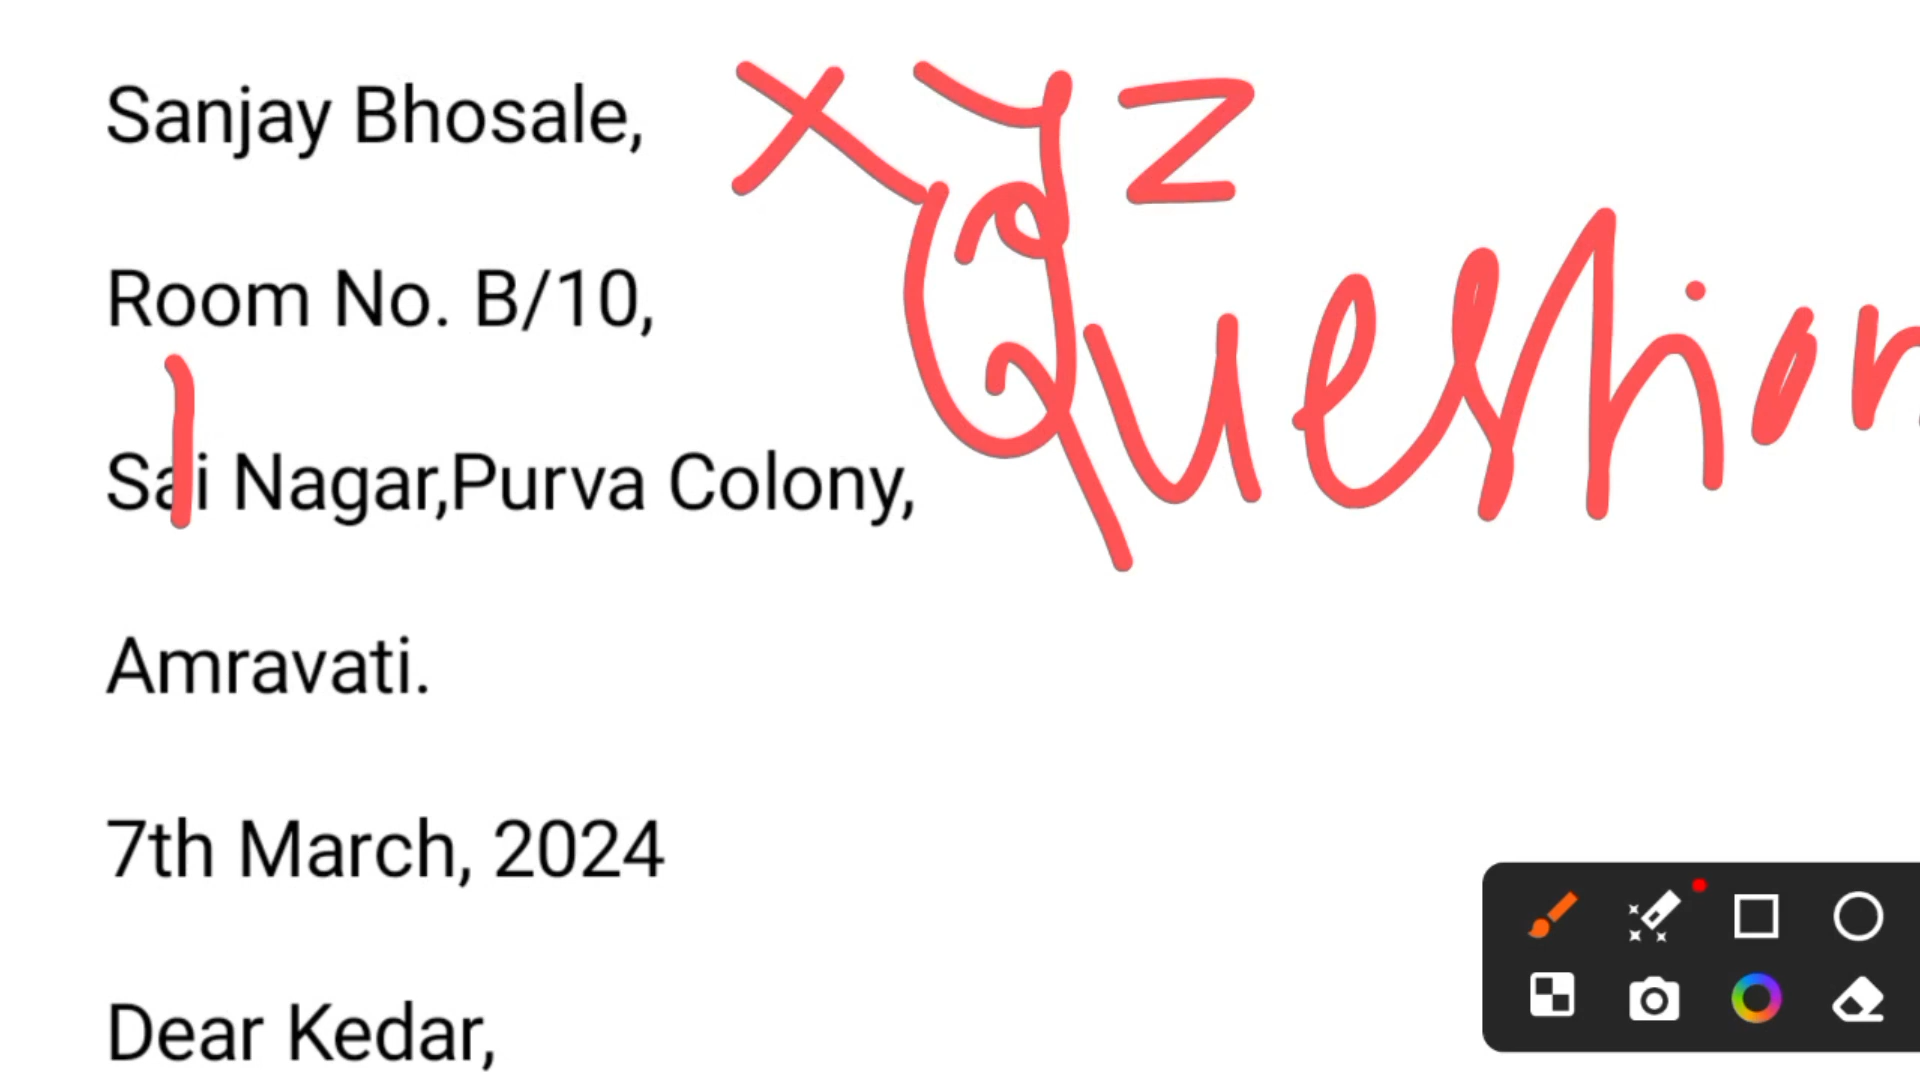 Sanjay Bhosale, xyz
Room No. B/10, Question
Sai Nagar,Purva Colony,
Amravati.
7th March, 2024
Dear Kedar,